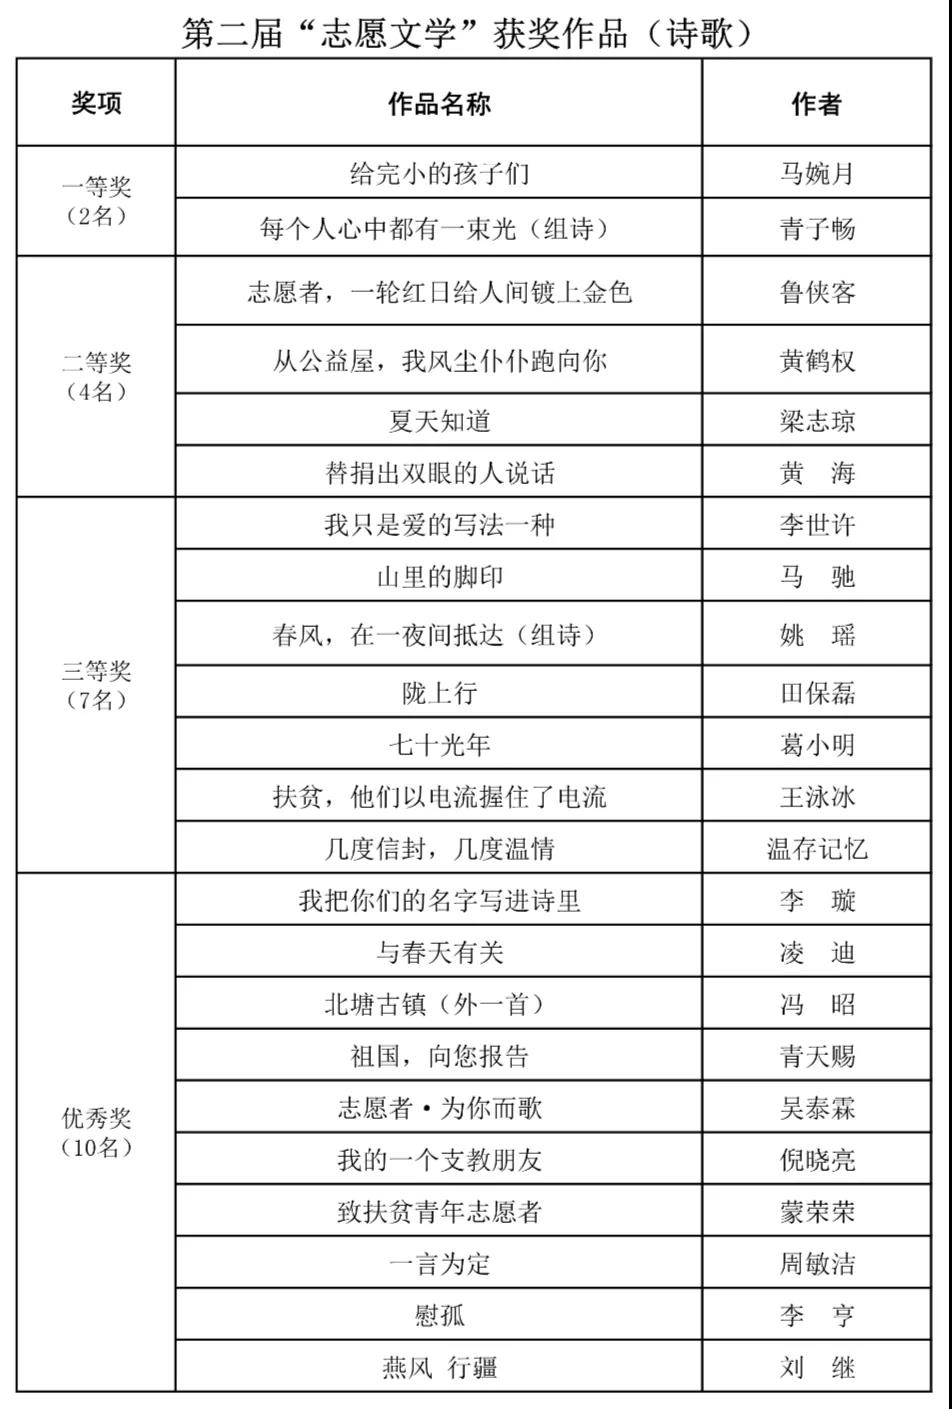 第二届“志愿文学”获奖作品（诗歌）
奖项 作品名称 作者
一等奖
（2名）
给完小的孩子们 马婉月
每个人心中都有一束光（组诗） 青子畅
二等奖
（4名）
志愿者，一轮红日给人间镀上金色 鲁侠客
从公益屋，我风尘仆仆跑向你 黄鹤权
夏天知道 梁志琼
替捐出双眼的人说话 黄　海
三等奖
（7名）
我只是爱的写法一种 李世许
山里的脚印 马　驰
春风，在一夜间抵达（组诗） 姚　瑶
陇上行 田保磊
七十光年 葛小明
扶贫，他们以电流握住了电流 王泳冰
几度信封，几度温情 温存记忆
优秀奖
（10名）
我把你们的名字写进诗里 李　璇
与春天有关 凌　迪
北塘古镇（外一首） 冯　昭
祖国，向您报告 青天赐
志愿者·为你而歌 吴泰霖
我的一个支教朋友 倪晓亮
致扶贫青年志愿者 蒙荣荣
一言为定 周敏洁
慰孤 李　亨
燕风 行疆 刘　继